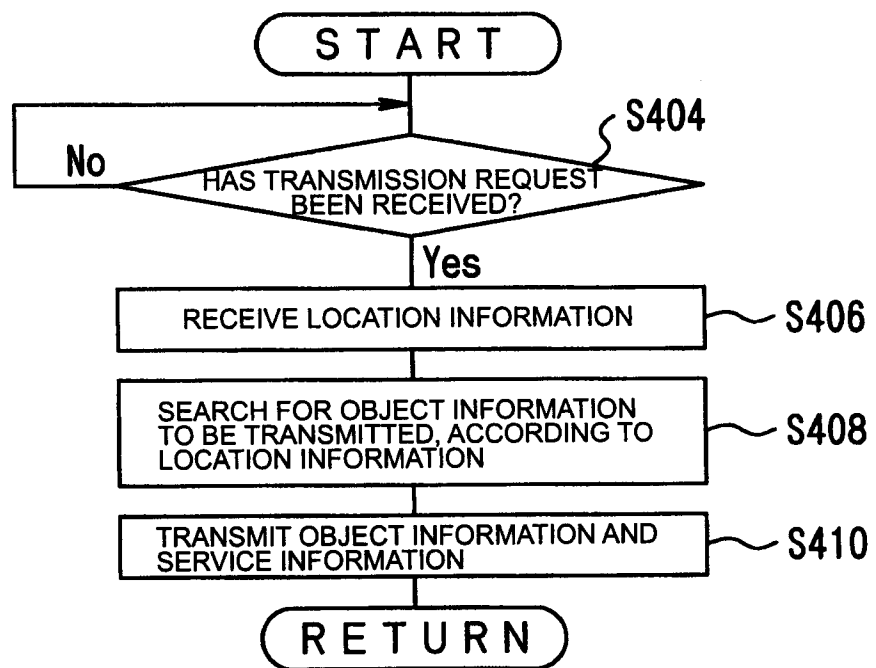 START
S404
No
HAS TRANSMISSION REQUEST
BEEN RECEIVED?
Yes
RECEIVE LOCATION INFORMATION
S406
SEARCH FOR OBJECT INFORMATION
TO BE TRANSMITTED, ACCORDING TO
LOCATION INFORMATION
S408
TRANSMIT OBJECT INFORMATION AND
SERVICE INFORMATION
S410
RETURN